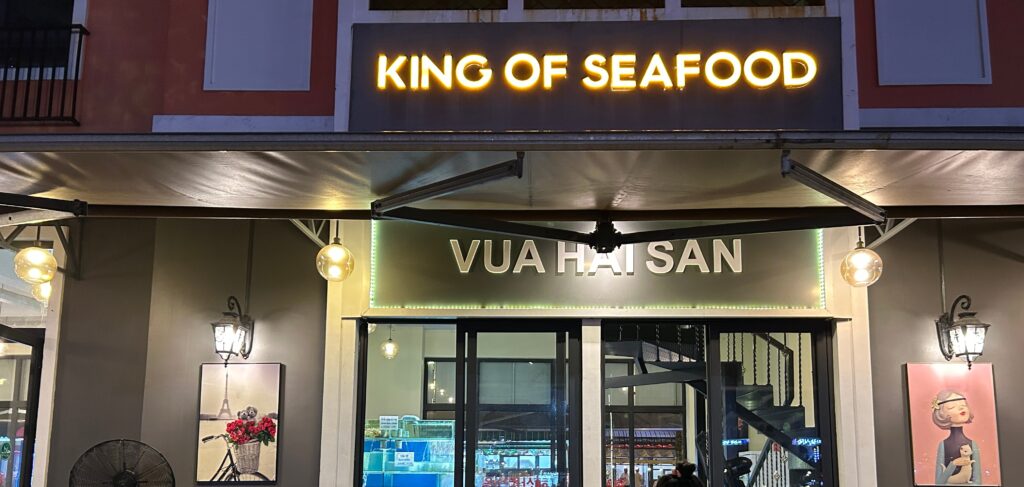 KING OF SEAFOOD
VUA HAI SAN